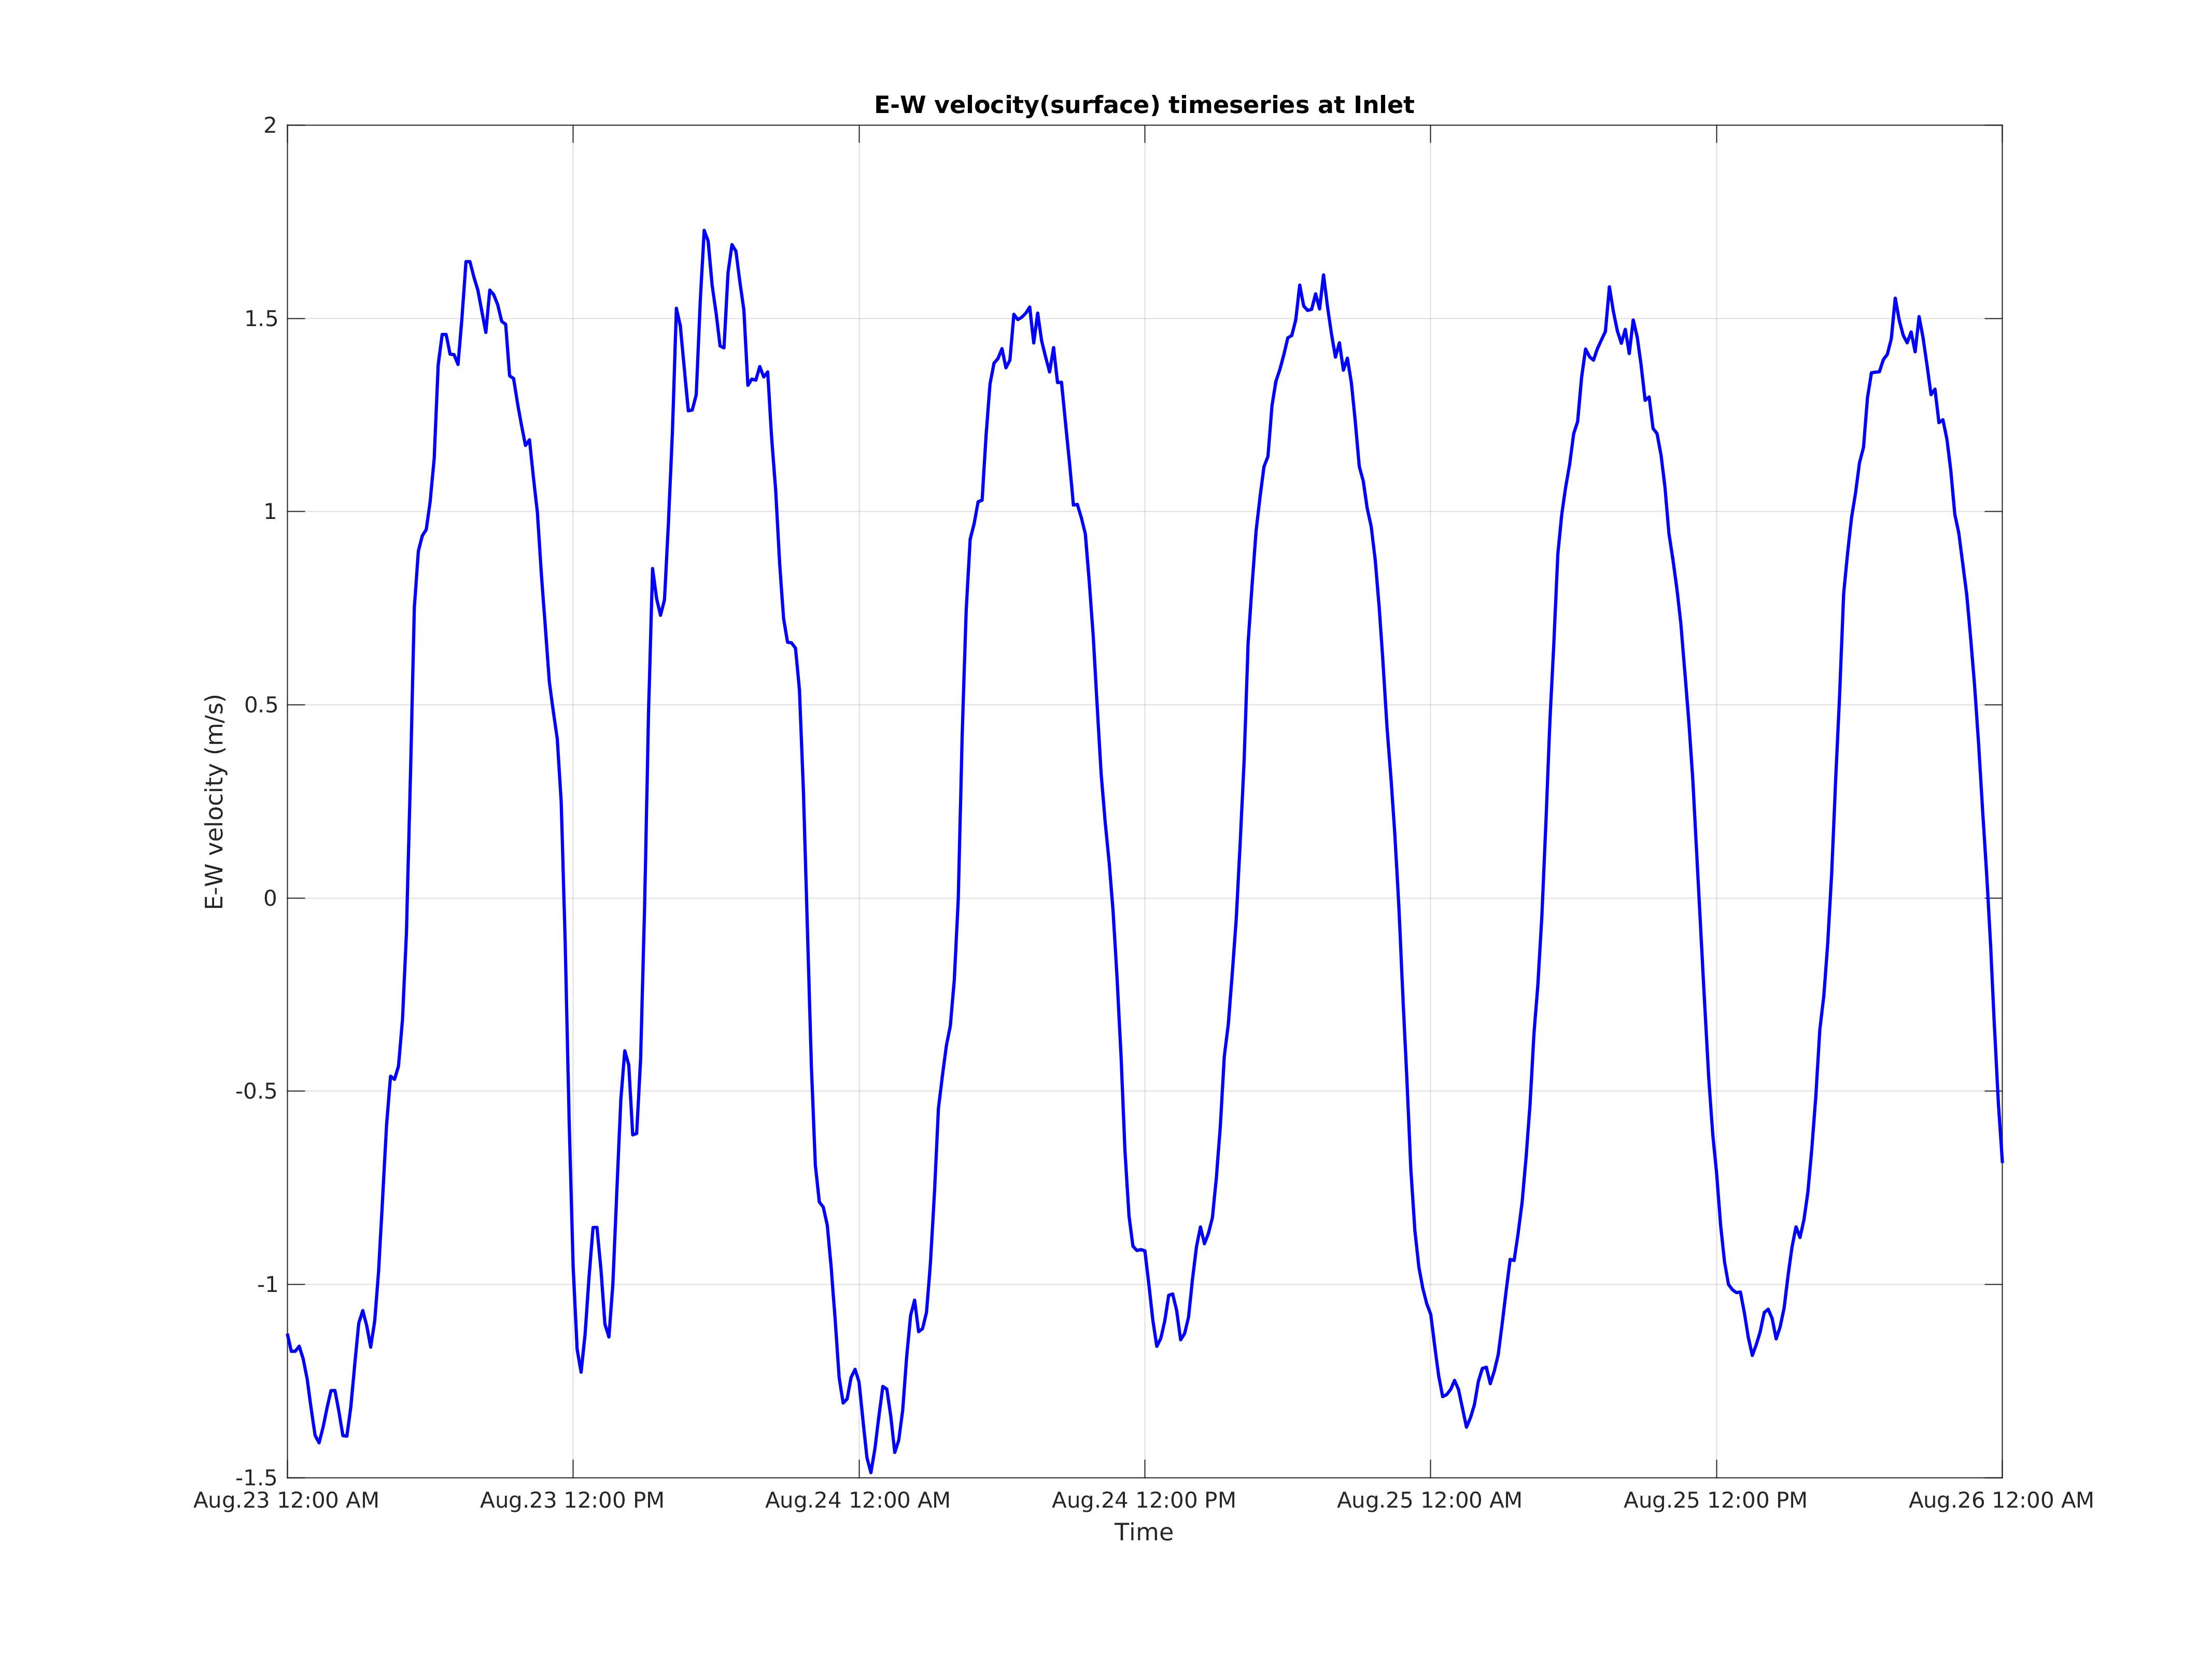 E-W velocity(surface) timeseries at Inlet
2
1.5
1
0.5
0
-0.5
-1
-1.5
E-W velocity (m/s)
Aug.23 12:00 AM Aug.23 12:00 PM Aug.24 12:00 AM Aug.24 12:00 PM Aug.25 12:00 AM Aug.25 12:00 PM Aug.26 12:00 AM
Time